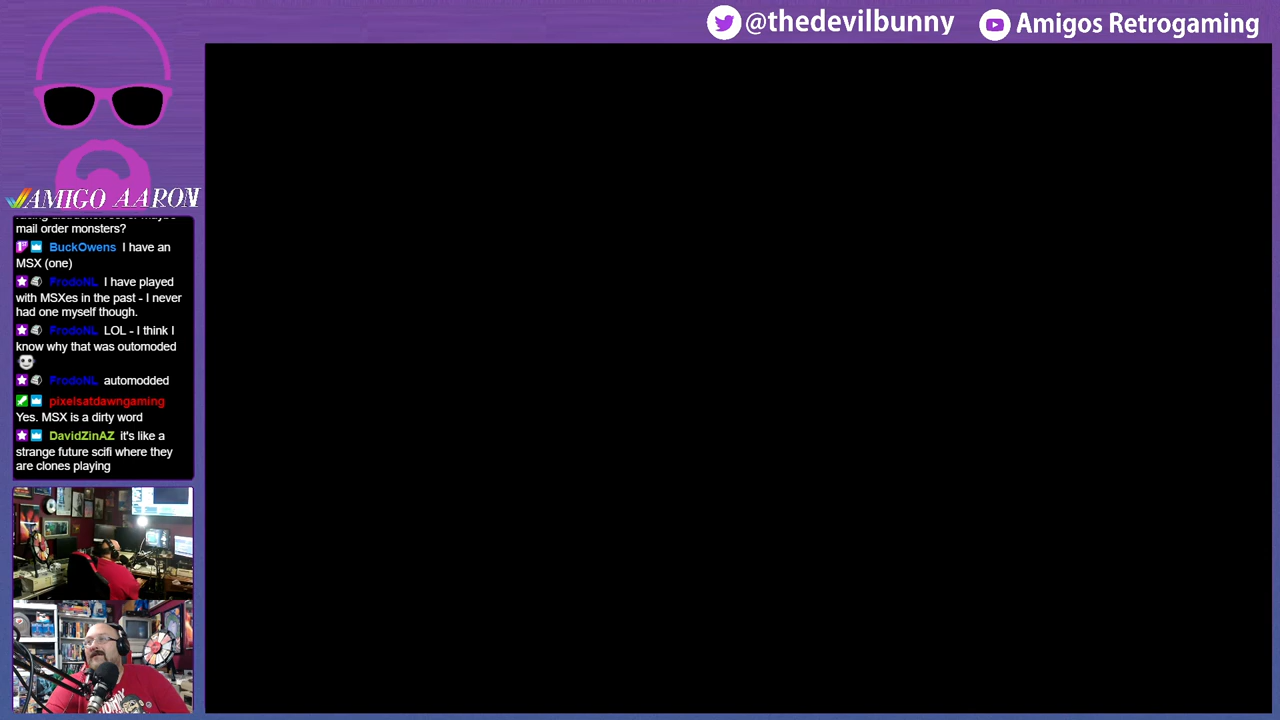 @thedevilbunny
Amigos Retrogaming
AMIGO AARON
mail order monsters?
BuckOwens I have an
MSX (one)
FrodoNL I have played
with MSXes in the past - I never
had one myself though.
FrodoNL LOL - I think I
know why that was outomoded
FrodoNL automodded
pixelsatdawngaming
Yes. MSX is a dirty word
DavidZinAZ it's like a
strange future scifi where they
are clones playing